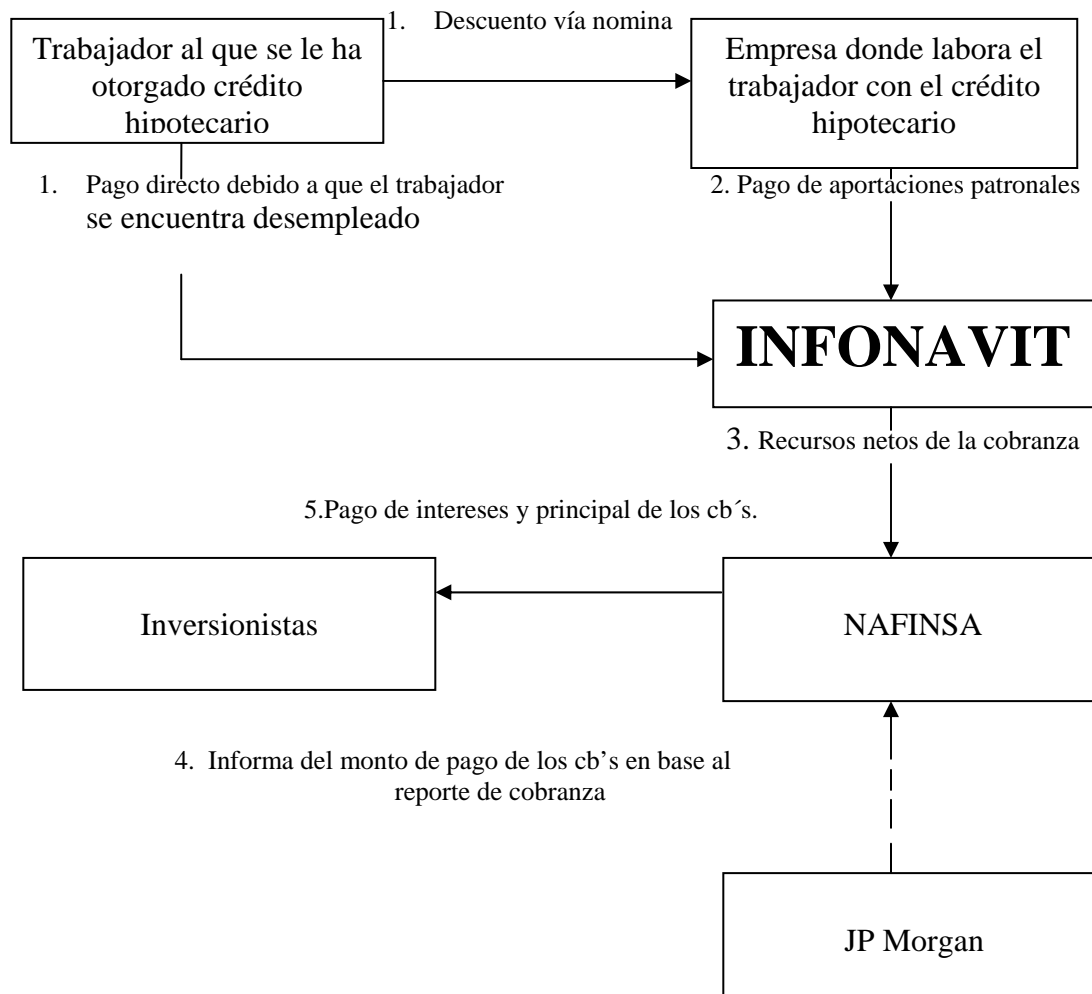 1. Descuento vía nomina
Trabajador al que se le ha
otorgado crédito
hipotecario
Empresa donde labora el
trabajador con el crédito
hipotecario
1. Pago directo debido a que el trabajador
se encuentra desempleado
2. Pago de aportaciones patronales
INFONAVIT
3. Recursos netos de la cobranza
5.Pago de intereses y principal de los cb´s.
Inversionistas
NAFINSA
4. Informa del monto de pago de los cb’s en base al
reporte de cobranza
JP Morgan